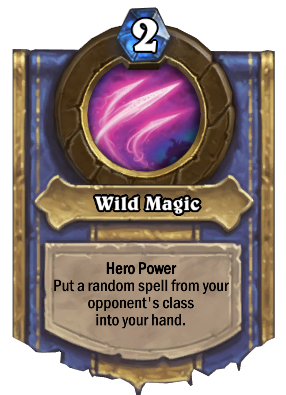 2
Wild Magic
Hero Power
Put a random spell from your
opponent's class
into your hand.